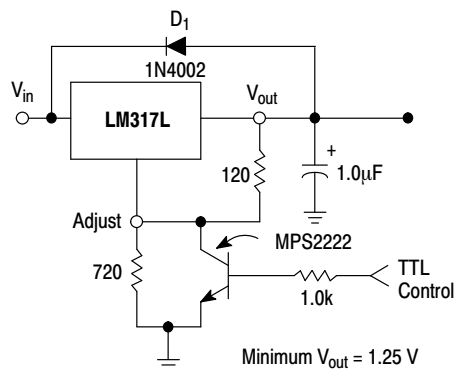 D1
1N4002
Vin
LM317L
Vout
+
1.0μF
120
Adjust
MPS2222
720
1.0k
TTL
Control
Minimum Vout = 1.25 V